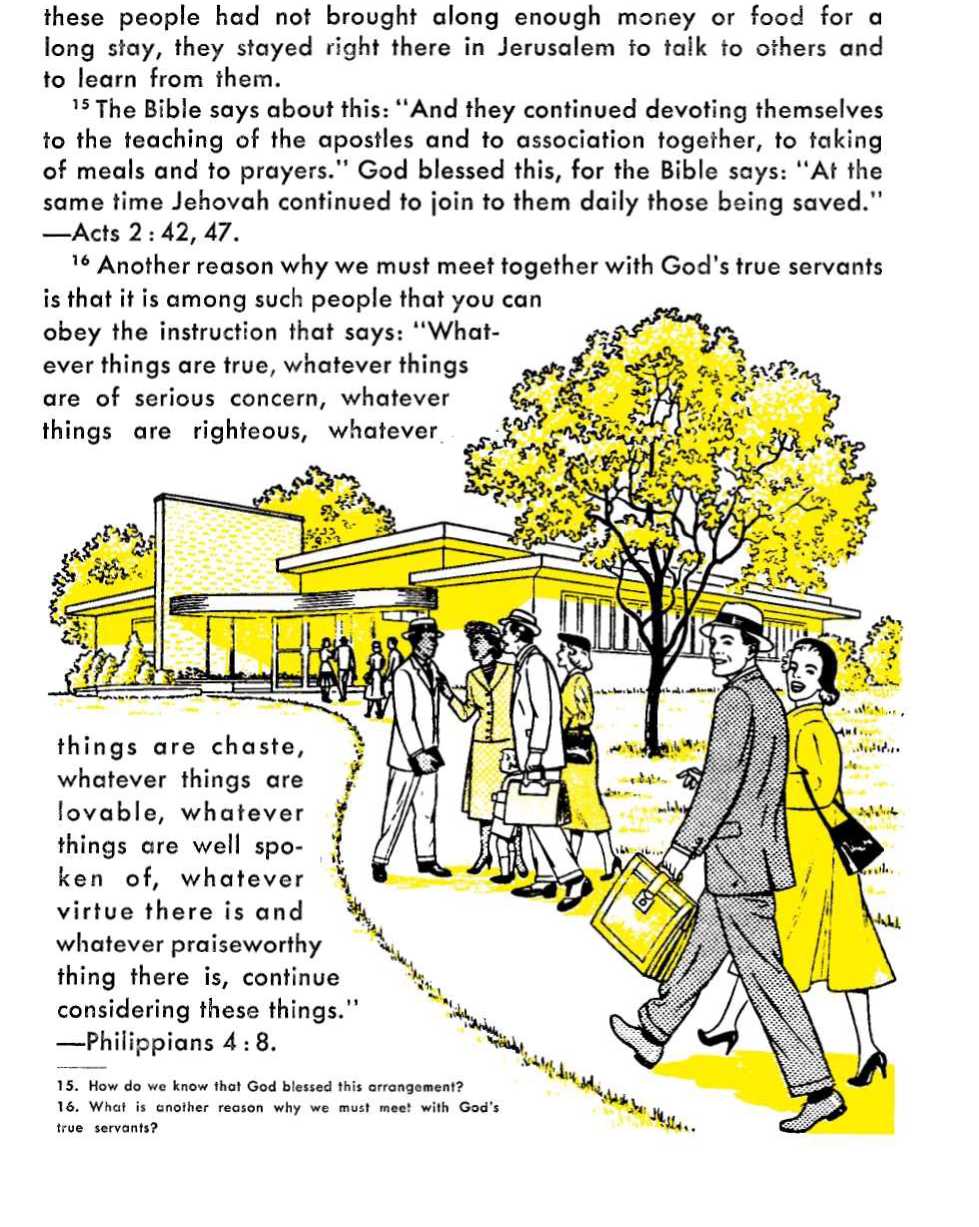 these people had not brought along enough money or food for a
long stay, they stayed right there in Jerusalem to talk to others and
to learn from them.
15 The Bible says about this: "And they continued devoting themselves
to the teaching of the apostles and to association together, to taking
of meals and to prayers." God blessed this, for the Bible says: "At the
same time Jehovah continued to join to them daily those being saved."
—Acts 2:42, 47.
16 Another reason why we must meet together with God's true servants
is that it is among such people that you can
obey the instruction that says: "What-
ever things are true, whatever things
are of serious concern, whatever
things are righteous, whatever
things are chaste,
whatever things are
lovable, whatever
things are well spo-
ken of, whatever
virtue there is and
whatever praiseworthy
thing there is, continue
considering these things."
—Philippians 4:8.
15. How do we know that God blessed this arrangement?
16. What is another reason why we must meet with God's
true servants?